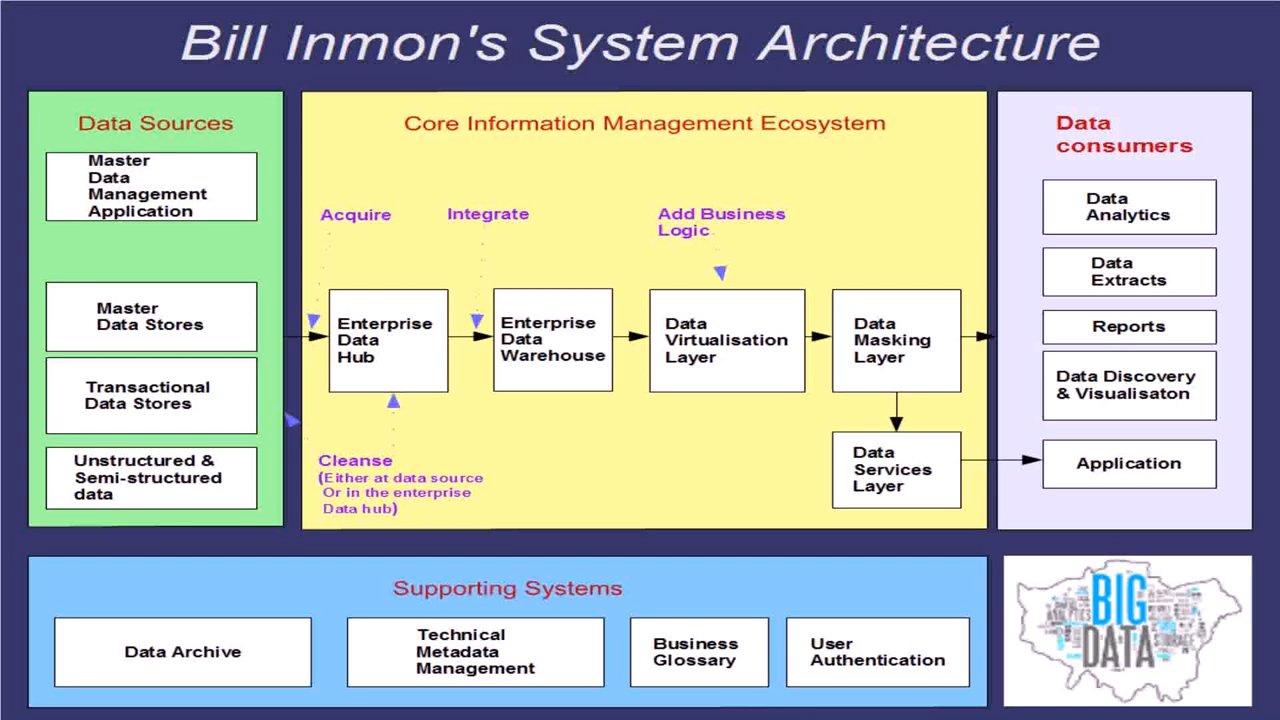 Bill Inmon's System Architecture
Data Sources
Master
Data
Management
Application
Master
Data Stores
Transactional
Data Stores
Unstructured &
Semi-structured
data
Core Information Management Ecosystem
Acquire
Integrate
Add Business
Logic
Enterprise
Data
Hub
Enterprise
Data
Warehouse
Data
Virtualisation
Layer
Data
Masking
Layer
Cleanse
(Either at data source
Or in the enterprise
Data hub)
Data
Services
Layer
Data
consumers
Data
Analytics
Data
Extracts
Reports
Data Discovery
& Visualisaton
Application
Supporting Systems
Data Archive
Technical
Metadata
Management
Business
Glossary
User
Authentication
BIG
DATA
ANALYTICS
STORAGE